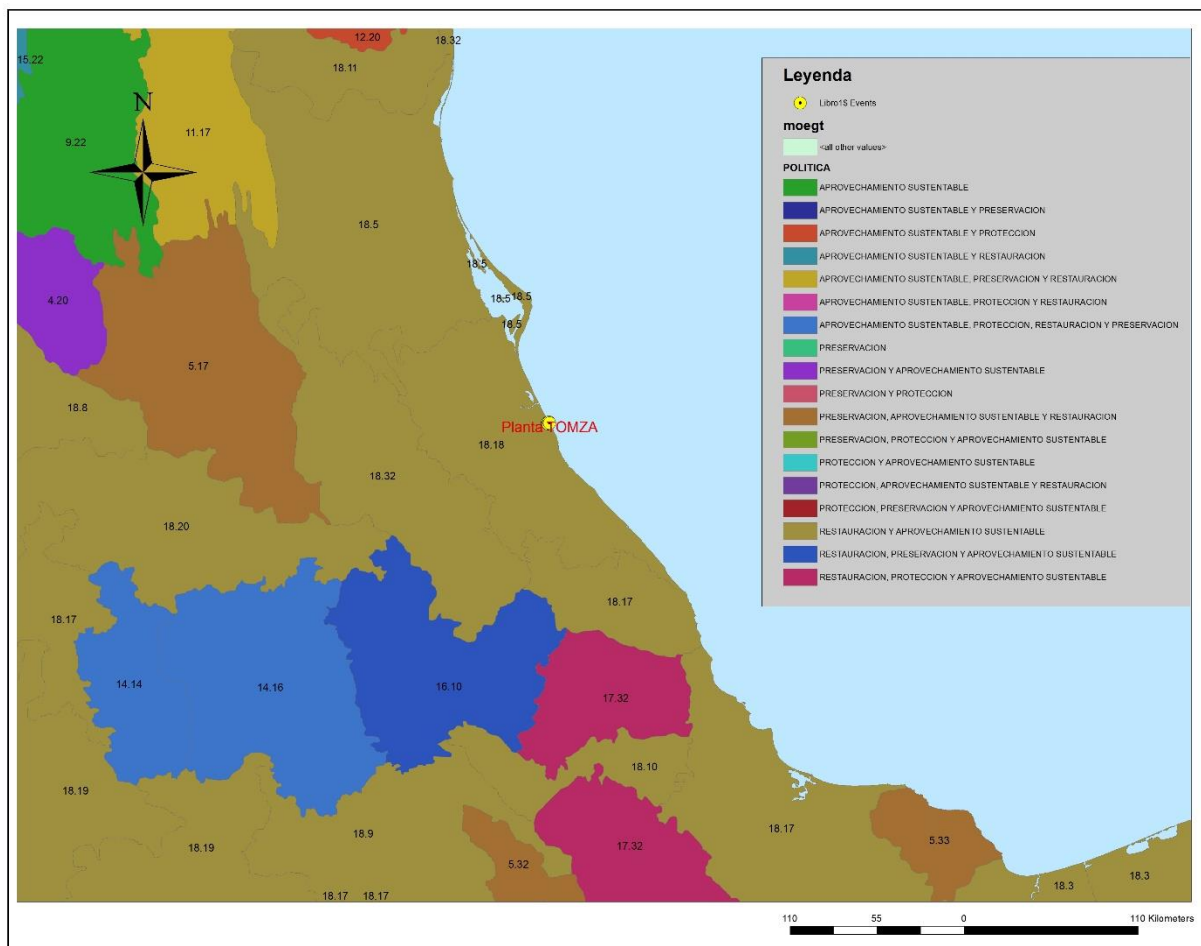 12.20
18.32
15.22
18.11
N
9.22
11.17
18.5
18.5
4.20
18.5
18.5
18.5
5.17
18.8
Planta TOMZA
18.18
18.32
18.20
18.17
18.17
14.14
14.16
16.10
17.32
18.10
18.19
18.19
18.9
17.32
18.17
5.33
5.32
18.3
18.3
18.17
18.17
Leyenda
Libro1$ Events
moegt
<all other values>
POLITICA
APROVECHAMIENTO SUSTENTABLE
APROVECHAMIENTO SUSTENTABLE Y PRESERVACION
APROVECHAMIENTO SUSTENTABLE Y PROTECCION
APROVECHAMIENTO SUSTENTABLE Y RESTAURACION
APROVECHAMIENTO SUSTENTABLE, PRESERVACION Y RESTAURACION
APROVECHAMIENTO SUSTENTABLE, PROTECCION Y RESTAURACION
APROVECHAMIENTO SUSTENTABLE, PROTECCION, RESTAURACION Y PRESERVACION
PRESERVACION
PRESERVACION Y APROVECHAMIENTO SUSTENTABLE
PRESERVACION Y PROTECCION
PRESERVACION, APROVECHAMIENTO SUSTENTABLE Y RESTAURACION
PRESERVACION, PROTECCION Y APROVECHAMIENTO SUSTENTABLE
PROTECCION Y APROVECHAMIENTO SUSTENTABLE
PROTECCION, APROVECHAMIENTO SUSTENTABLE Y RESTAURACION
PROTECCION, PRESERVACION Y APROVECHAMIENTO SUSTENTABLE
RESTAURACION Y APROVECHAMIENTO SUSTENTABLE
RESTAURACION, PRESERVACION Y APROVECHAMIENTO SUSTENTABLE
RESTAURACION, PROTECCION Y APROVECHAMIENTO SUSTENTABLE
110 55 0 110 Kilometers